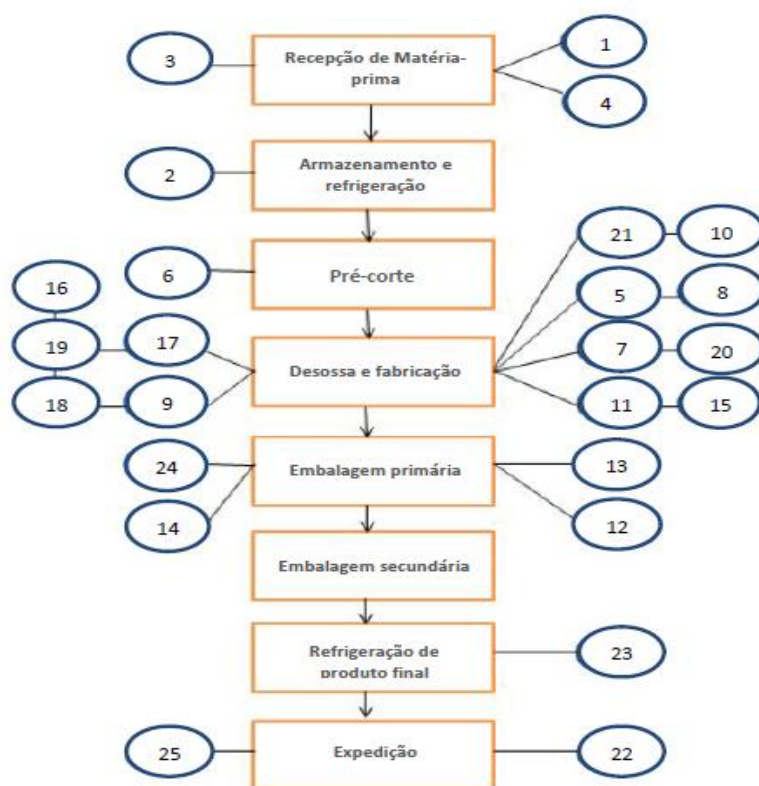 3
Recepção de Matéria-
prima
1
4
2
Armazenamento e
refrigeração
6
Pré-corte
21
10
16
5
8
19
17
Desossa e fabricação
7
20
18
9
11
15
24
Embalagem primária
13
14
12
Embalagem secundária
Refrigeração de
produto final
23
25
Expedição
22